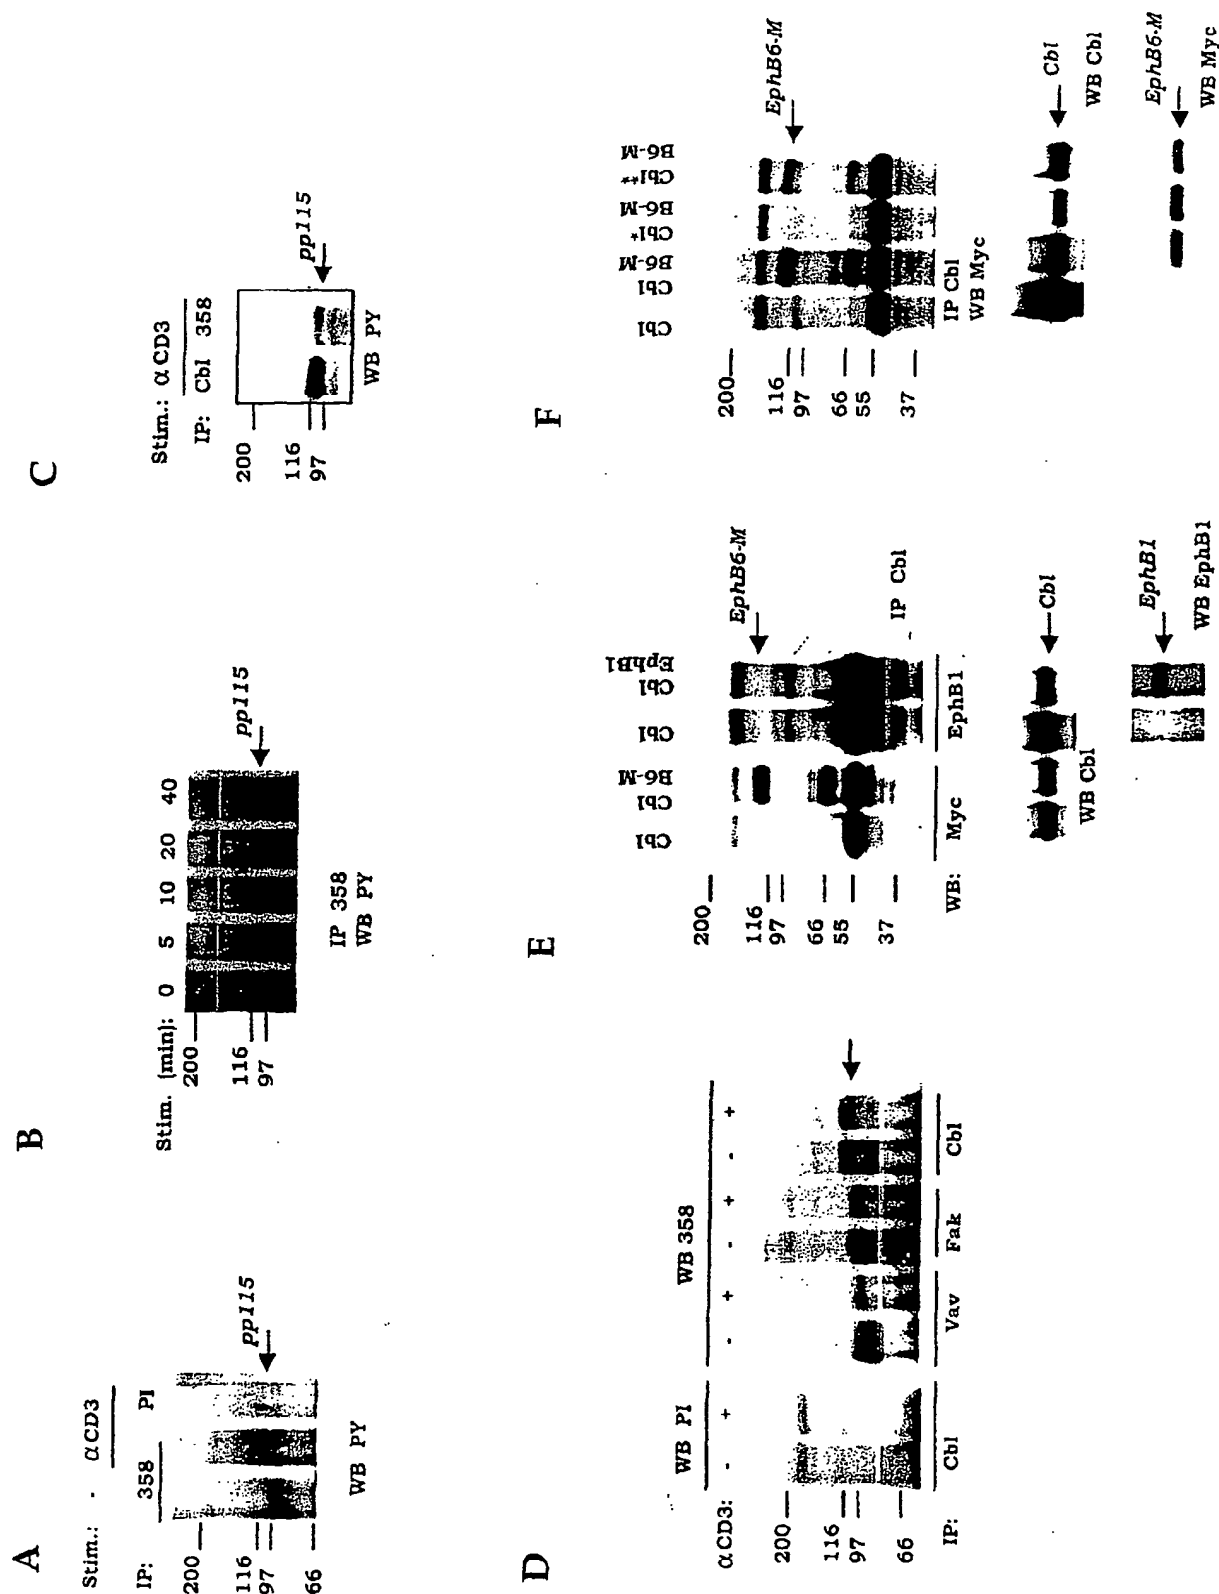 A
Stim.: - αCD3
IP: 358 PI
200
116
97
66
pp115
WB PY
B
Stim. (min): 0 5 10 20 40
200
116
97
pp115
IP 358
WB PY
C
Stim.: αCD3
IP: Cbl 358
200
116
97
pp115
WB PY
D
WB PI WB 358
αCD3: - + - + - + - +
200
116
97
66
IP: Cbl Vav Fak Cbl
E
Cbl
Cbl B6-M
Cbl
Cbl EphB1
200
116
97
66
55
37
EphB6-M
WB: Myc EphB1
IP Cbl
Cbl
WB Cbl
EphB1
WB EphB1
F
Cbl
Cbl B6-M
Cbl* B6-M
Cbl** B6-M
200
116
97
66
55
37
EphB6-M
IP Cbl
WB Myc
Cbl
WB Cbl
EphB6-M
WB Myc